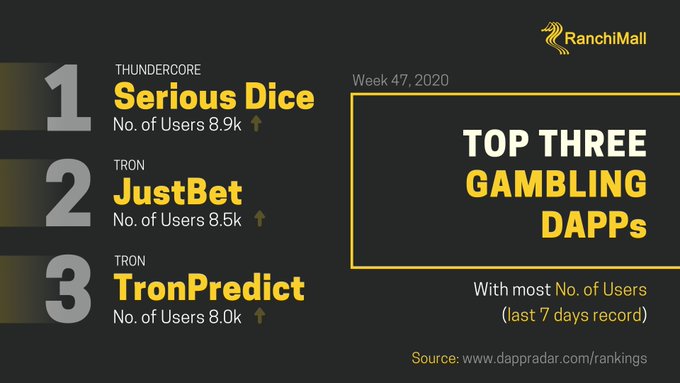 RanchiMall
1
THUNDERCORE
Serious Dice
No. of Users 8.9k
2
TRON
JustBet
No. of Users 8.5k
3
TRON
TronPredict
No. of Users 8.0k
Week 47, 2020
TOP THREE
GAMBLING
DAPPs
With most No. of Users
(last 7 days record)
Source: www.dappradar.com/rankings